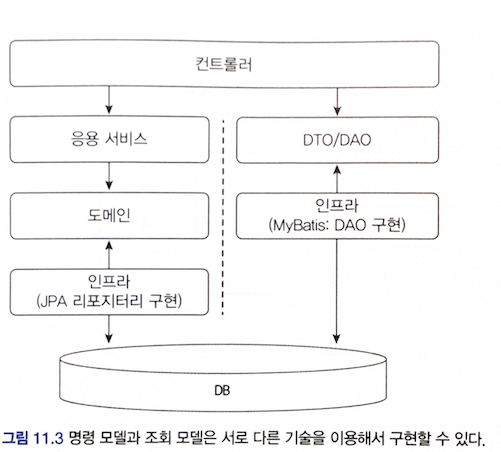 컨트롤러
응용 서비스
DTO/DAO
도메인
인프라
(MyBatis: DAO 구현)
인프라
(JPA 리포지터리 구현)
DB
그림 11.3 명령 모델과 조회 모델은 서로 다른 기술을 이용해서 구현할 수 있다.